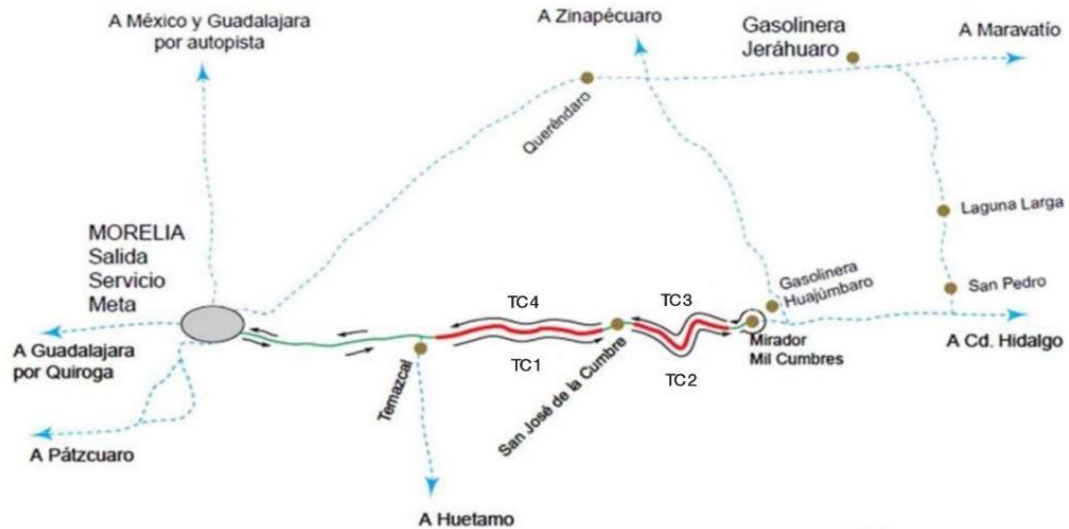 A México y Guadalajara
por autopista
A Zinapécuaro
Gasolinera
Jeráhuaro
A Maravatío
Queréndaro
Laguna Larga
MORELIA
Salida
Servicio
Meta
Gasolinera
Huajúmbaro
San Pedro
TC4
TC3
A Guadalajara
por Quiroga
TC1
TC2
Mirador
Mil Cumbres
A Cd. Hidalgo
Temazcal
San José de la Cumbre
A Pátzcuaro
A Huetamo